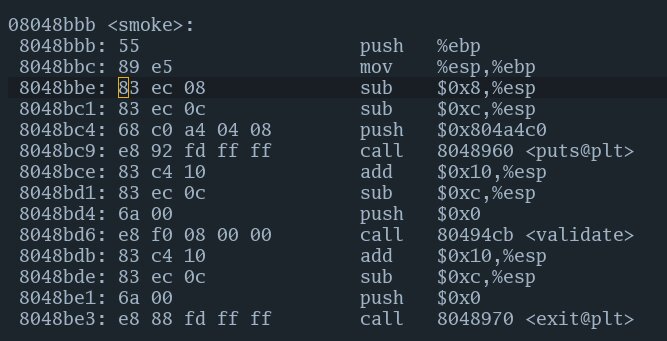 08048bbb <smoke>:
8048bbb: 55 push %ebp
8048bbc: 89 e5 mov %esp,%ebp
8048bbe: 83 ec 08 sub $0x8,%esp
8048bc1: 83 ec 0c sub $0xc,%esp
8048bc4: 68 c0 a4 04 08 push $0x804a4c0
8048bc9: e8 92 fd ff ff call 8048960 <puts@plt>
8048bce: 83 c4 10 add $0x10,%esp
8048bd1: 83 ec 0c sub $0xc,%esp
8048bd4: 6a 00 push $0x0
8048bd6: e8 f0 08 00 00 call 80494cb <validate>
8048bdb: 83 c4 10 add $0x10,%esp
8048bde: 83 ec 0c sub $0xc,%esp
8048be1: 6a 00 push $0x0
8048be3: e8 88 fd ff ff call 8048970 <exit@plt>